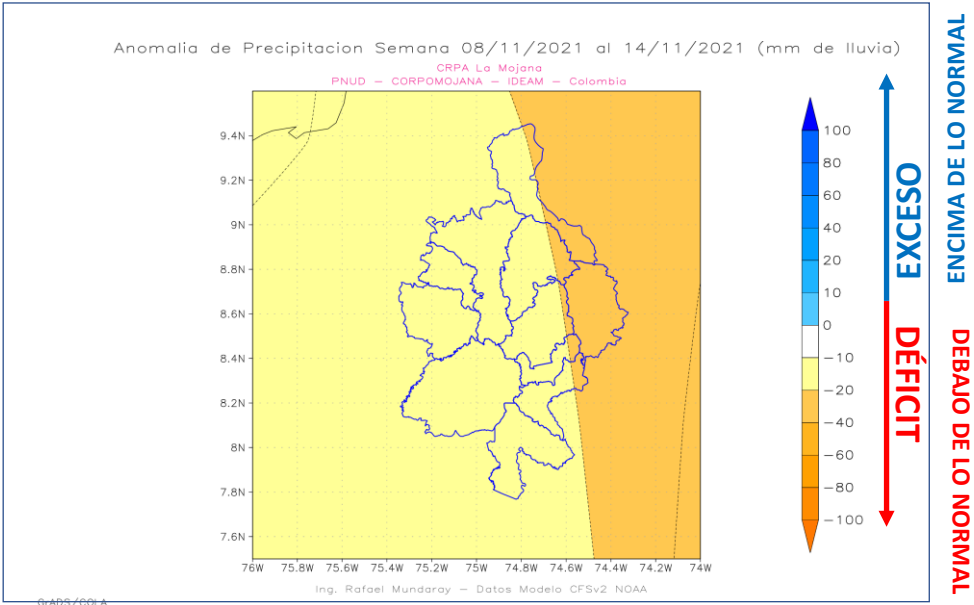 Anomalia de Precipitacion Semana 08/11/2021 al 14/11/2021 (mm de lluvia)
CRPA La Mojana
PNUD – CORPOMOJANA – IDEAM – Colombia
9.4N
9.2N
9N
8.8N
8.6N
8.4N
8.2N
8N
7.8N
7.6N
76W 75.8W 75.6W 75.4W 75.2W 75W 74.8W 74.6W 74.4W 74.2W 74W
Ing. Rafael Mundaray – Datos Modelo CFSv2 NOAA
GrADS/COLA
100
80
60
40
20
10
0
−10
−20
−40
−60
−80
−100
EXCESO
DÉFICIT
ENCIMA DE LO NORMAL
DEBAJO DE LO NORMAL